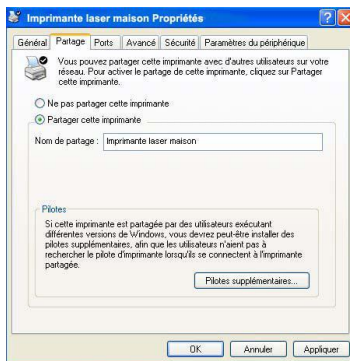 Imprimante laser maison Propriétés
Général Partage Ports Avancé Sécurité Paramètres du périphérique
Vous pouvez partager cette imprimante avec d'autres utilisateurs sur votre
réseau. Pour activer le partage de cette imprimante, cliquez sur Partager
cette imprimante.
Ne pas partager cette imprimante
Partager cette imprimante
Nom de partage : Imprimante laser maison
Pilotes
Si cette imprimante est partagée par des utilisateurs exécutant
différentes versions de Windows, vous devrez peut-être installer des
pilotes supplémentaires, afin que les utilisateurs n'aient pas à
rechercher le pilote d'imprimante lorsqu'ils se connectent à l'imprimante
partagée.
Pilotes supplémentaires...
OK Annuler Appliquer